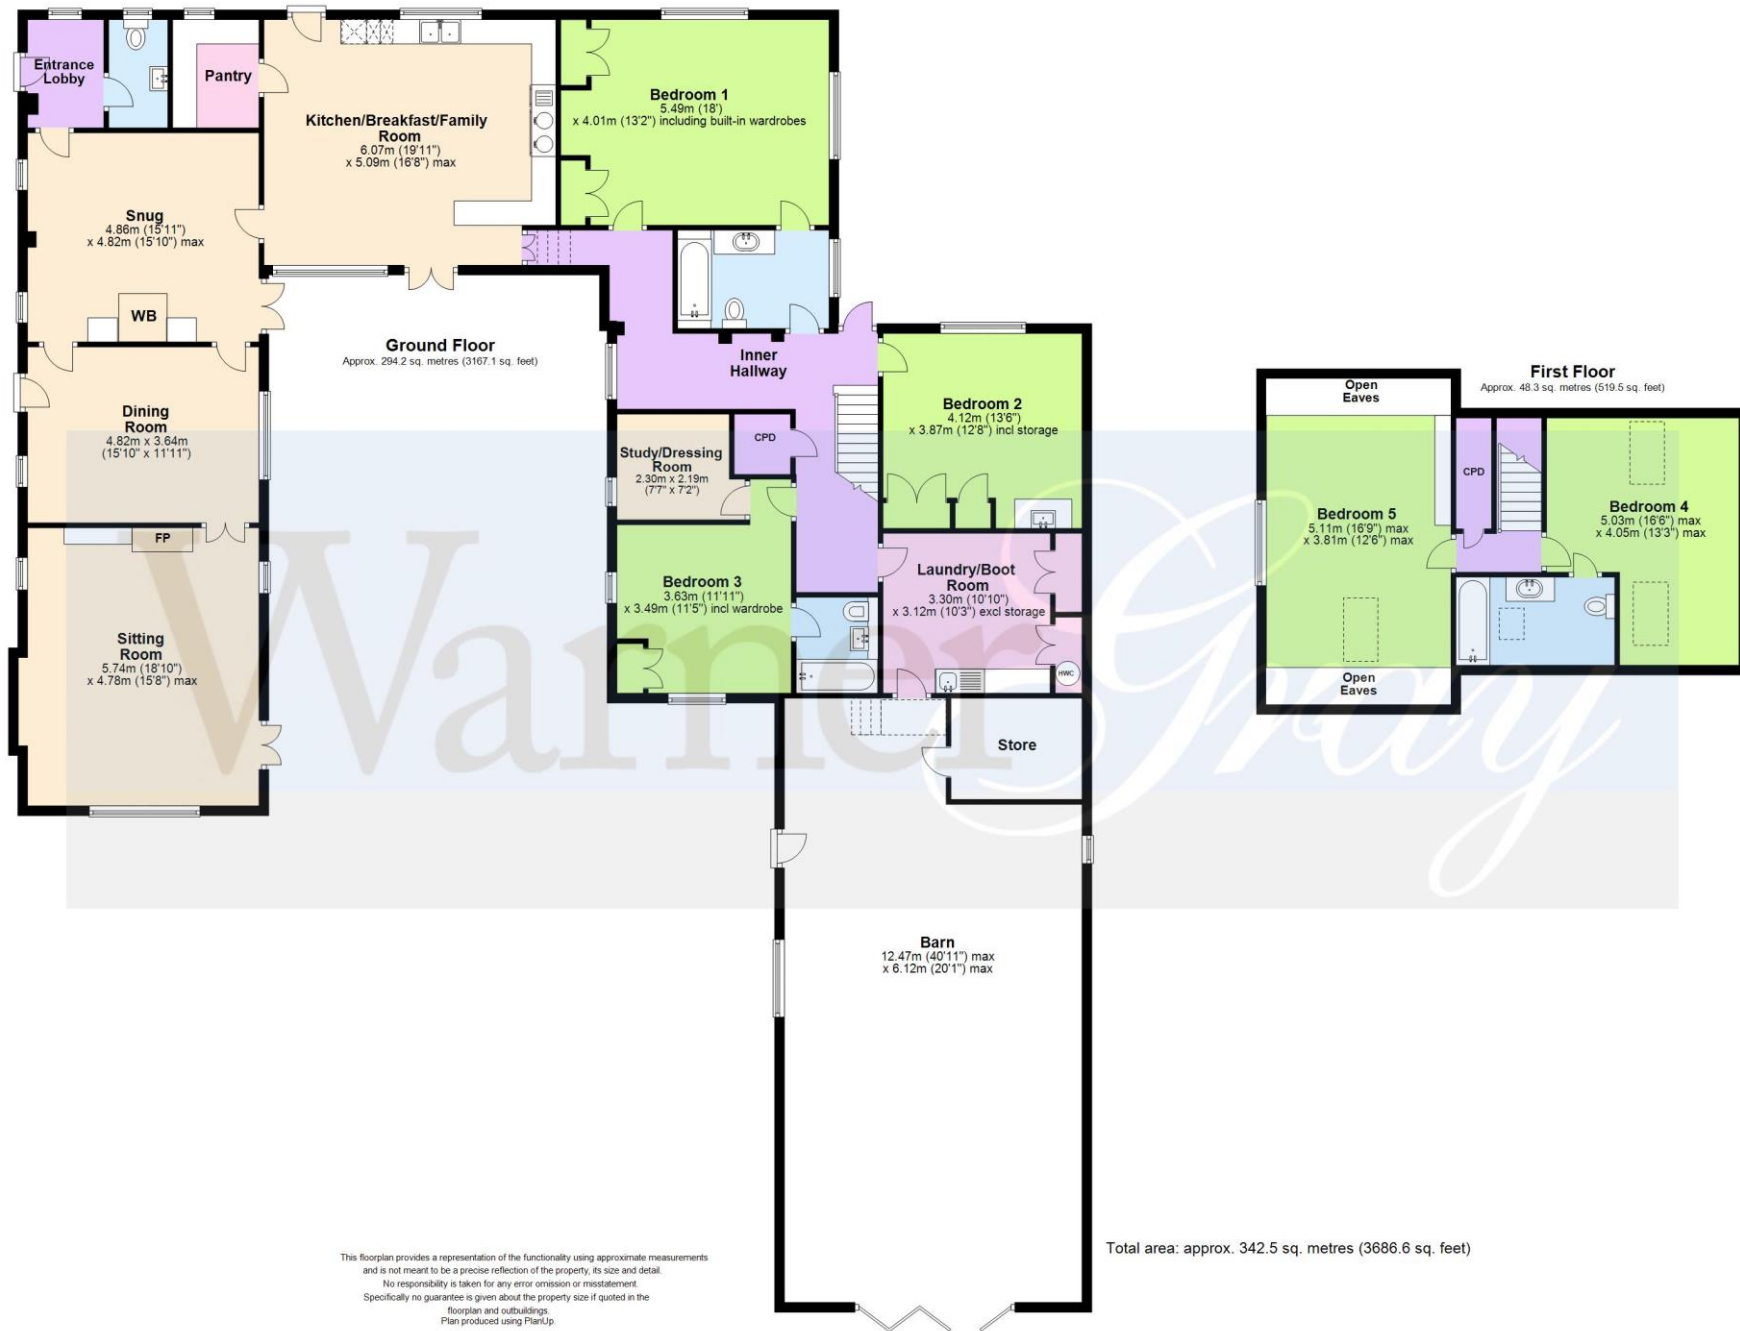 Entrance
Lobby
Pantry
Kitchen/Breakfast/Family
Room
6.07m (19'11")
x 5.09m (16'8") max
Bedroom 1
5.49m (18')
x 4.01m (13'2") including built-in wardrobes
Snug
4.86m (15'11")
x 4.82m (15'10") max
WB
Ground Floor
Approx. 294.2 sq. metres (3167.1 sq. feet)
Inner
Hallway
Dining
Room
4.82m x 3.64m
(15'10" x 11'11")
Bedroom 2
4.12m (13'6")
x 3.87m (12'8") incl storage
CPD
Study/Dressing
Room
2.30m x 2.19m
(7'7" x 7'2")
FP
Sitting
Room
5.74m (18'10")
x 4.78m (15'8") max
Bedroom 3
3.63m (11'11")
x 3.49m (11'5") incl wardrobe
Laundry/Boot
Room
3.30m (10'10")
x 3.12m (10'3") excl storage
HWC
Store
Barn
12.47m (40'11") max
x 6.12m (20'1") max
First Floor
Approx. 48.3 sq. metres (519.5 sq. feet)
Open
Eaves
CPD
Bedroom 5
5.11m (16'9") max
x 3.81m (12'6") max
Bedroom 4
5.03m (16'6") max
x 4.05m (13'3") max
Open
Eaves
WarnerGray
Total area: approx. 342.5 sq. metres (3686.6 sq. feet)
This floorplan provides a representation of the functionality using approximate measurements
and is not meant to be a precise reflection of the property, its size and detail.
No responsibility is taken for any error omission or misstatement.
Specifically no guarantee is given about the property size if quoted in the
floorplan and outbuildings.
Plan produced using PlanUp.